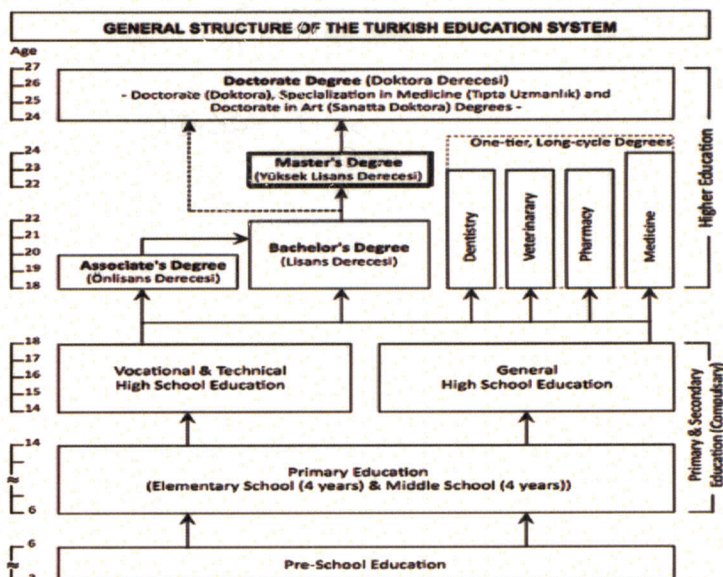 GENERAL STRUCTURE OF THE TURKISH EDUCATION SYSTEM
Age
27
26
25
24
Doctorate Degree (Doktora Derecesi)
- Doctorate (Doktora), Specialization in Medicine (Tıpta Uzmanlık) and
Doctorate in Art (Sanatta Doktora) Degrees -
24
23
22
Master's Degree
(Yüksek Lisans Derecesi)
One-tier, Long-cycle Degrees
22
21
20
19
18
Associate's Degree
(Önlisans Derecesi)
Bachelor's Degree
(Lisans Derecesi)
Dentistry
Veterinarary
Pharmacy
Medicine
Higher Education
18
17
16
15
14
Vocational & Technical
High School Education
General
High School Education
14
≈
6
Primary Education
(Elementary School (4 years) & Middle School (4 years))
Primary & Secondary
Education (Compulsary)
6
≈
Pre-School Education